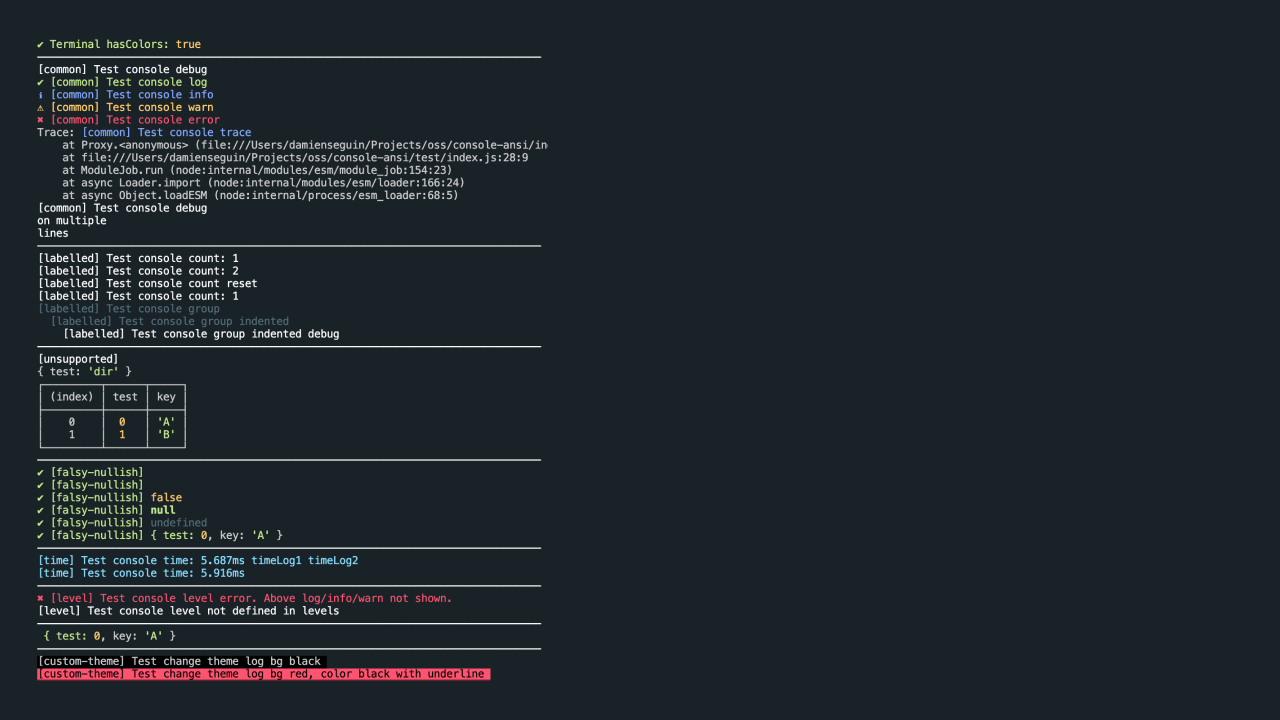 ✔ Terminal hasColors: true
[common] Test console debug
✔ [common] Test console log
ℹ [common] Test console info
⚠ [common] Test console warn
✖ [common] Test console error
Trace: [common] Test console trace
at Proxy.<anonymous> (file:///Users/damienseguin/Projects/oss/console-ansi/in
at file:///Users/damienseguin/Projects/oss/console-ansi/test/index.js:28:9
at ModuleJob.run (node:internal/modules/esm/module_job:154:23)
at async Loader.import (node:internal/modules/esm/loader:166:24)
at async Object.loadESM (node:internal/process/esm_loader:68:5)
[common] Test console debug
on multiple
lines
[labelled] Test console count: 1
[labelled] Test console count: 2
[labelled] Test console count reset
[labelled] Test console count: 1
[labelled] Test console group
[labelled] Test console group indented
[labelled] Test console group indented debug
[unsupported]
{ test: 'dir' }
(index) test key
0 0 'A'
1 1 'B'
✔ [falsy-nullish]
✔ [falsy-nullish]
✔ [falsy-nullish] false
✔ [falsy-nullish] null
✔ [falsy-nullish] undefined
✔ [falsy-nullish] { test: 0, key: 'A' }
[time] Test console time: 5.687ms timeLog1 timeLog2
[time] Test console time: 5.916ms
✖ [level] Test console level error. Above log/info/warn not shown.
[level] Test console level not defined in levels
{ test: 0, key: 'A' }
[custom-theme] Test change theme log bg black
[custom-theme] Test change theme log bg red, color black with underline